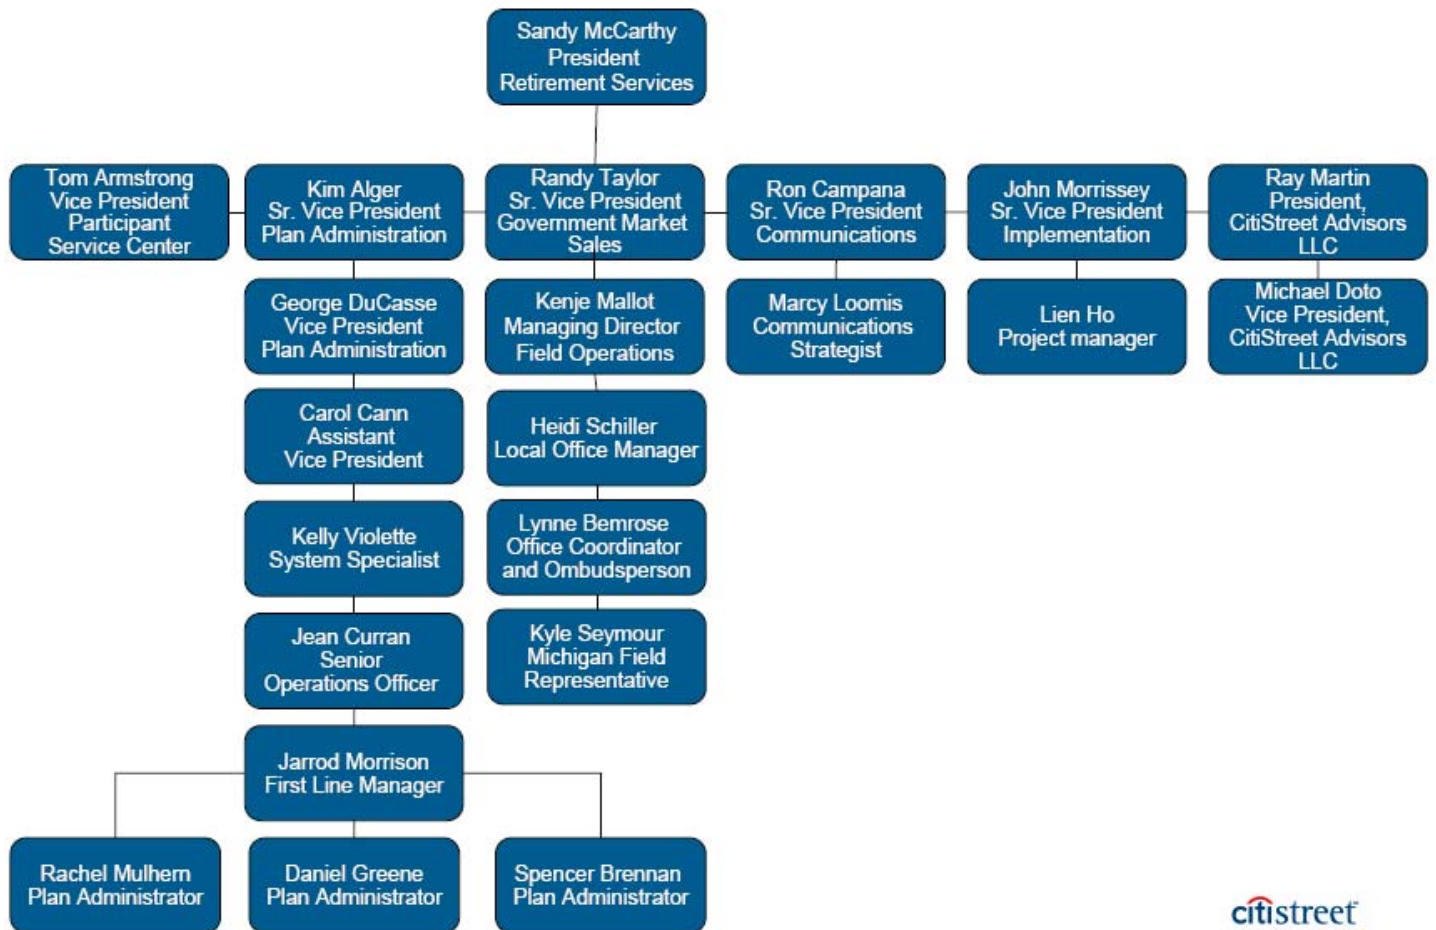 Sandy McCarthy
President
Retirement Services
Tom Armstrong
Vice President
Participant
Service Center
Kim Alger
Sr. Vice President
Plan Administration
Randy Taylor
Sr. Vice President
Government Market
Sales
Ron Campana
Sr. Vice President
Communications
John Morrissey
Sr. Vice President
Implementation
Ray Martin
President,
CitiStreet Advisors
LLC
George DuCasse
Vice President
Plan Administration
Kenje Mallot
Managing Director
Field Operations
Marcy Loomis
Communications
Strategist
Lien Ho
Project manager
Michael Doto
Vice President,
CitiStreet Advisors
LLC
Carol Cann
Assistant
Vice President
Heidi Schiller
Local Office Manager
Kelly Violette
System Specialist
Lynne Bemrose
Office Coordinator
and Ombudsperson
Jean Curran
Senior
Operations Officer
Kyle Seymour
Michigan Field
Representative
Jarrod Morrison
First Line Manager
Rachel Mulhern
Plan Administrator
Daniel Greene
Plan Administrator
Spencer Brennan
Plan Administrator
citistreet